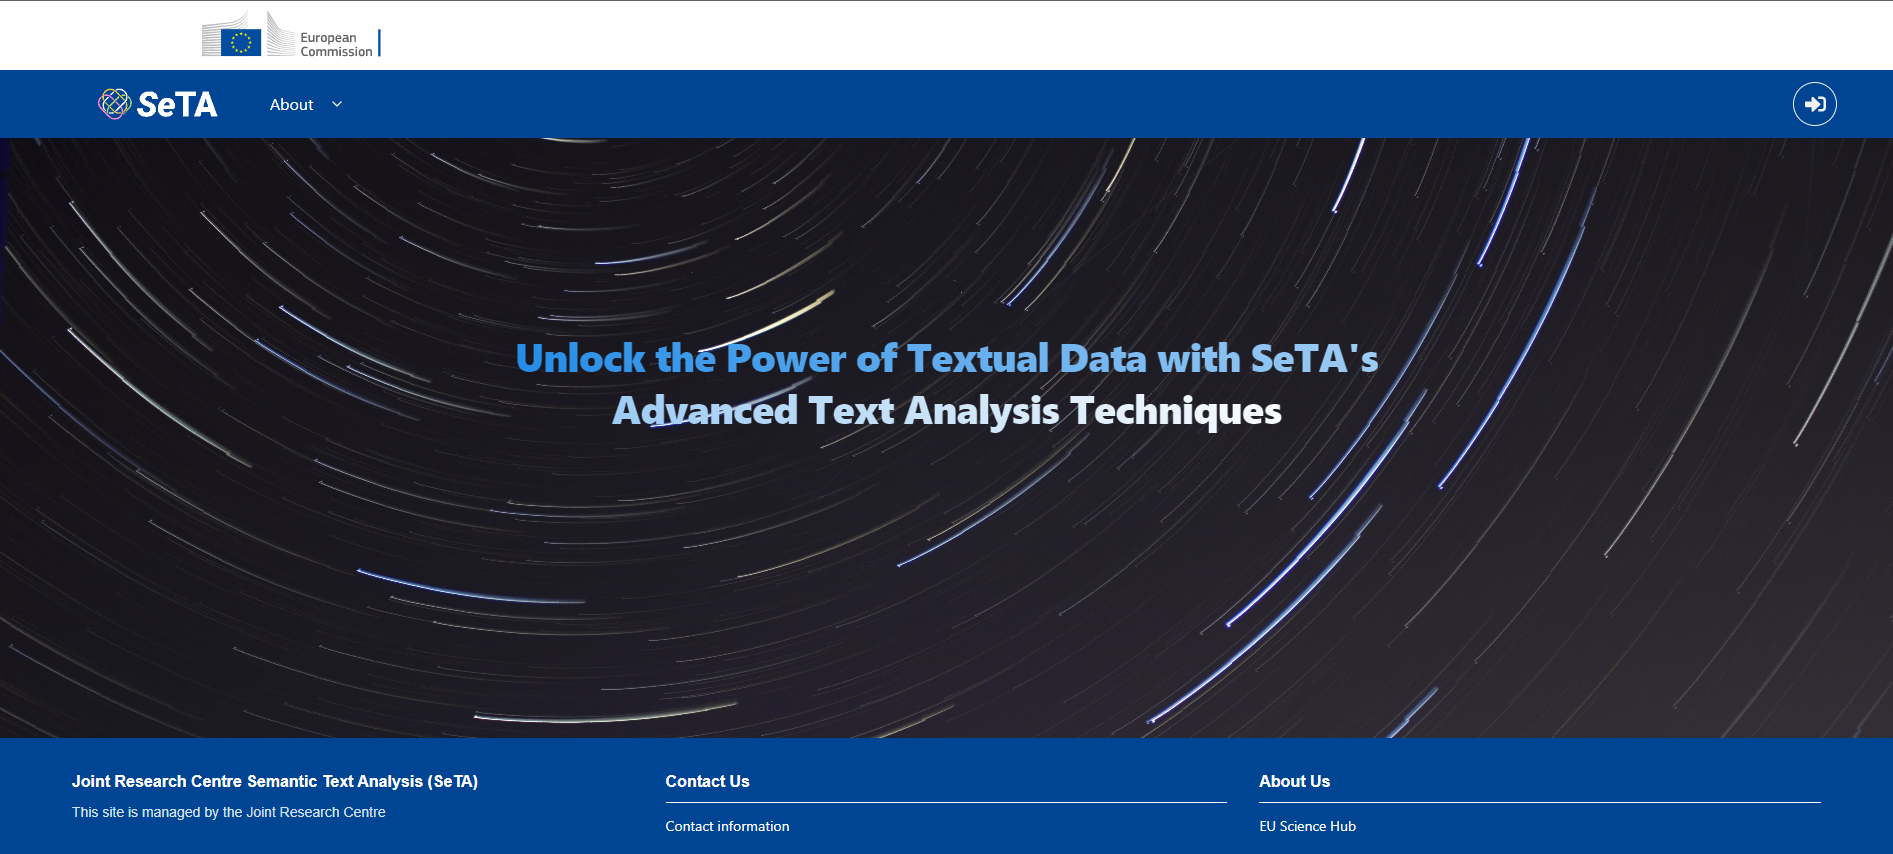 European
Commission
SeTA
About
Unlock the Power of Textual Data with SeTA's
Advanced Text Analysis Techniques
Joint Research Centre Semantic Text Analysis (SeTA)
This site is managed by the Joint Research Centre
Contact Us
Contact information
About Us
EU Science Hub